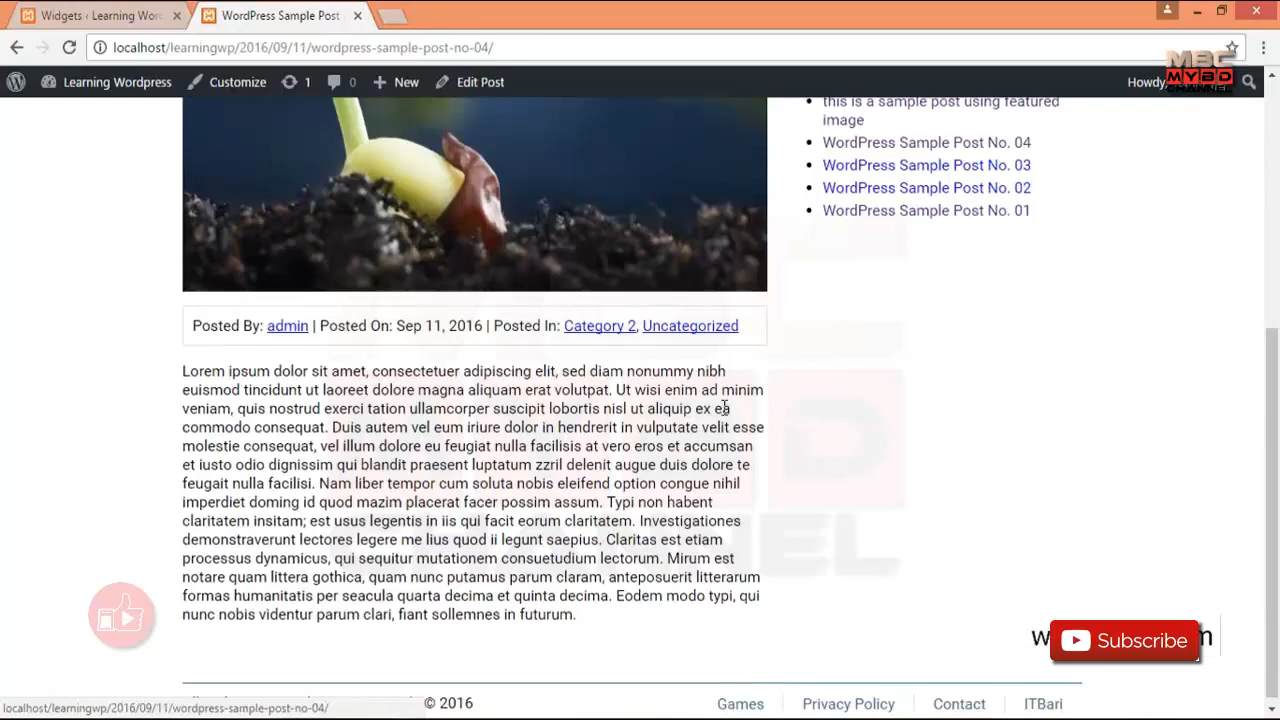 Widgets ‹ Learning Wor
WordPress Sample Post
localhost/learningwp/2016/09/11/wordpress-sample-post-no-04/
MBC
MYBD
CHANNEL
Learning Wordpress
Customize
1
0
New
Edit Post
Howdy
this is a sample post using featured
image
WordPress Sample Post No. 04
WordPress Sample Post No. 03
WordPress Sample Post No. 02
WordPress Sample Post No. 01
Posted By: admin | Posted On: Sep 11, 2016 | Posted In: Category 2, Uncategorized
Lorem ipsum dolor sit amet, consectetuer adipiscing elit, sed diam nonummy nibh
euismod tincidunt ut laoreet dolore magna aliquam erat volutpat. Ut wisi enim ad minim
veniam, quis nostrud exerci tation ullamcorper suscipit lobortis nisl ut aliquip ex ea
commodo consequat. Duis autem vel eum iriure dolor in hendrerit in vulputate velit esse
molestie consequat, vel illum dolore eu feugiat nulla facilisis at vero eros et accumsan
et iusto odio dignissim qui blandit praesent luptatum zzril delenit augue duis dolore te
feugait nulla facilisi. Nam liber tempor cum soluta nobis eleifend option congue nihil
imperdiet doming id quod mazim placerat facer possim assum. Typi non habent
claritatem insitam; est usus legentis in iis qui facit eorum claritatem. Investigationes
demonstraverunt lectores legere me lius quod ii legunt saepius. Claritas est etiam
processus dynamicus, qui sequitur mutationem consuetudium lectorum. Mirum est
notare quam littera gothica, quam nunc putamus parum claram, anteposuerit litterarum
formas humanitatis per seacula quarta decima et quinta decima. Eodem modo typi, qui
nunc nobis videntur parum clari, fiant sollemnes in futurum.
Subscribe
© 2016
Games
Privacy Policy
Contact
ITBari
localhost/learningwp/2016/09/11/wordpress-sample-post-no-04/